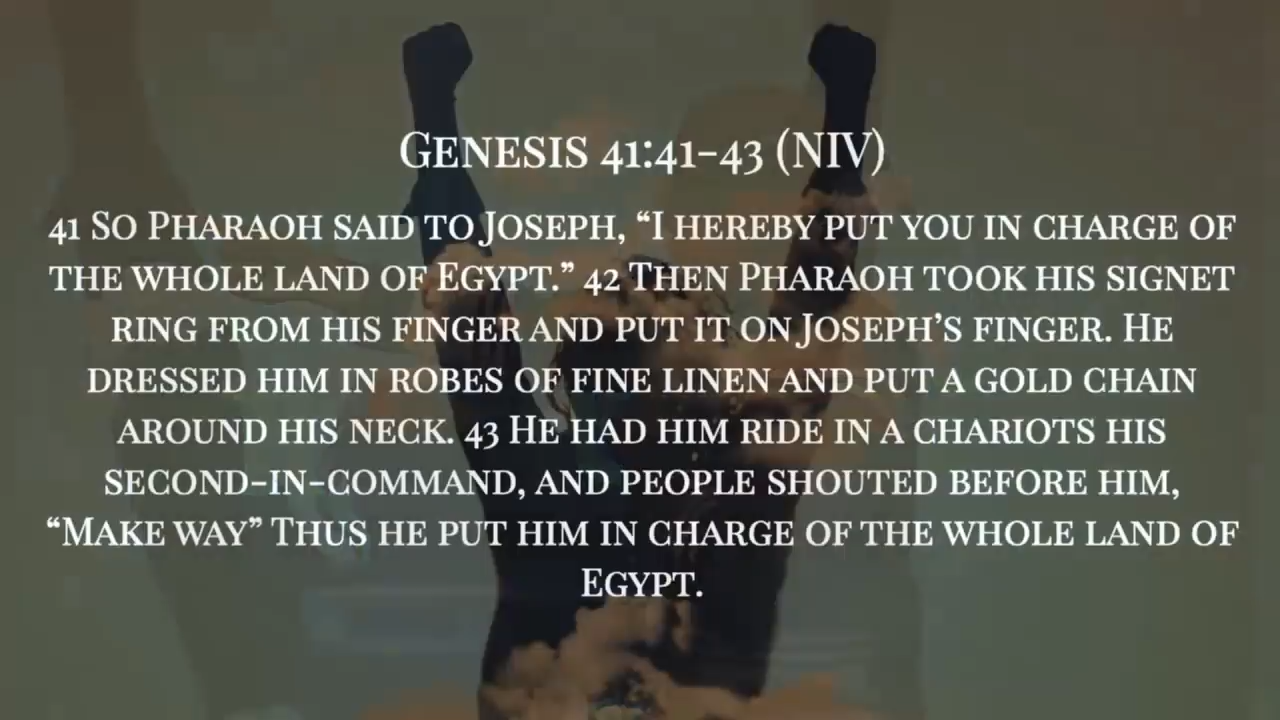 Genesis 41:41-43 (NIV)
41 So Pharaoh said to Joseph, “I hereby put you in charge of
the whole land of Egypt.” 42 Then Pharaoh took his signet
ring from his finger and put it on Joseph’s finger. He
dressed him in robes of fine linen and put a gold chain
around his neck. 43 He had him ride in a chariots his
second-in-command, and people shouted before him,
“Make way” Thus he put him in charge of the whole land of
Egypt.